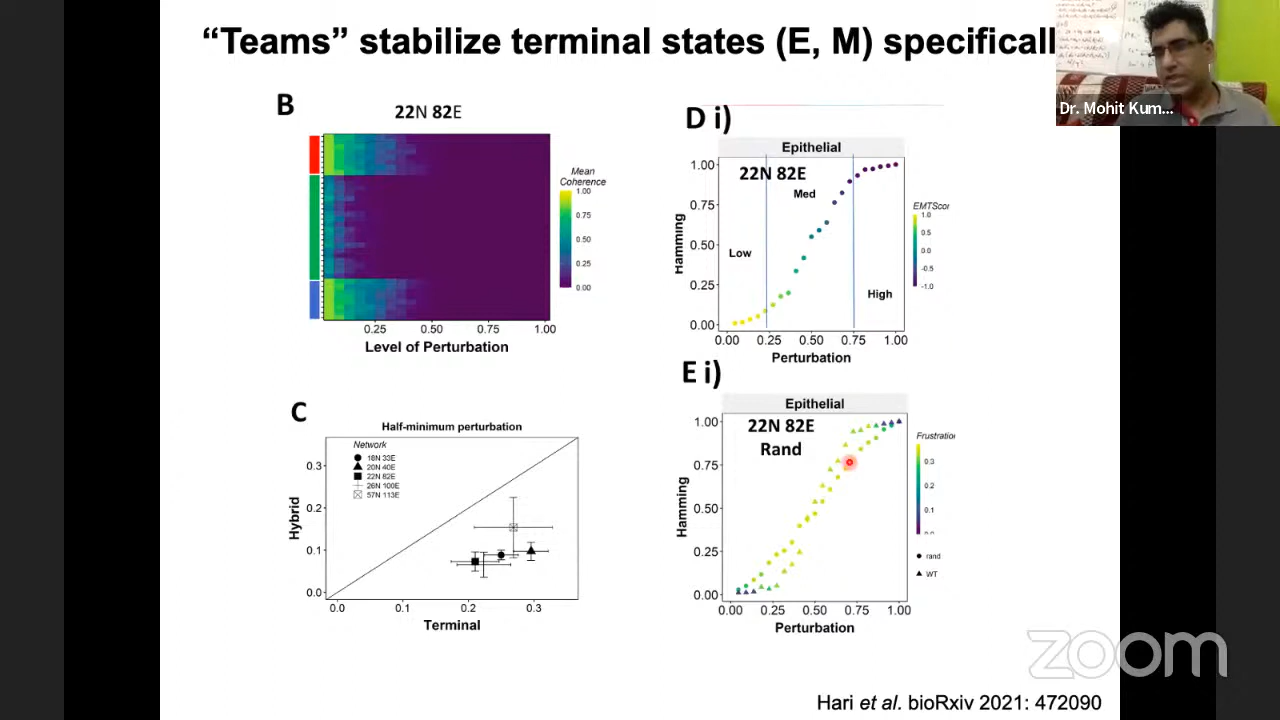 “Teams” stabilize terminal states (E, M) specificall
Dr. Mohit Kum...
B
22N 82E
Mean
Coherence
1.00
0.75
0.50
0.25
0.00
0.25
0.50
0.75
1.00
Level of Perturbation
C
Half-minimum perturbation
Network
18N 33E
20N 40E
22N 82E
26N 100E
57N 113E
Hybrid
0.3
0.2
0.1
0.0
0.0
0.1
0.2
0.3
Terminal
D i)
Epithelial
22N 82E
Low
Med
High
Hamming
1.00
0.75
0.50
0.25
0.00
0.00
0.25
0.50
0.75
1.00
Perturbation
EMTScor
1.0
0.5
0.0
-0.5
-1.0
E i)
Epithelial
22N 82E
Rand
Hamming
1.00
0.75
0.50
0.25
0.00
0.00
0.25
0.50
0.75
1.00
Perturbation
Frustration
0.3
0.2
0.1
0.0
rand
WT
zoom
Hari et al. bioRxiv 2021: 472090